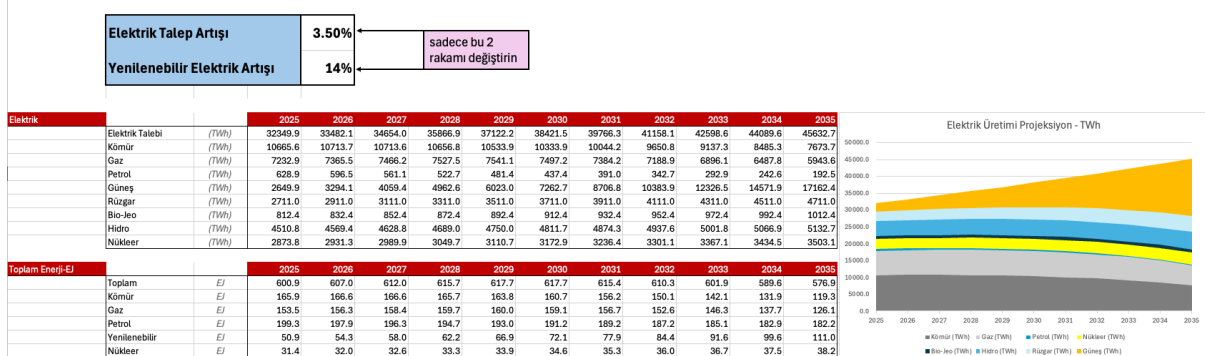 Elektrik Talep Artışı 3.50%
sadece bu 2
rakamı değiştirin
Yenilenebilir Elektrik Artışı 14%
Elektrik 2025 2026 2027 2028 2029 2030 2031 2032 2033 2034 2035
Elektrik Talebi (TWh) 32349.9 33482.1 34654.0 35866.9 37122.2 38421.5 39766.3 41158.1 42598.6 44089.6 45632.7
Kömür (TWh) 10665.6 10713.7 10713.6 10656.8 10533.9 10333.9 10044.2 9650.8 9137.3 8485.3 7673.7
Gaz (TWh) 7232.9 7365.5 7466.2 7527.5 7541.1 7497.2 7384.2 7188.9 6896.1 6487.8 5943.6
Petrol (TWh) 628.9 596.5 561.1 522.7 481.4 437.4 391.0 342.7 292.9 242.6 192.5
Güneş (TWh) 2649.9 3294.1 4059.4 4962.6 6023.0 7262.7 8706.8 10383.9 12326.5 14571.9 17162.4
Rüzgar (TWh) 2711.0 2911.0 3111.0 3311.0 3511.0 3711.0 3911.0 4111.0 4311.0 4511.0 4711.0
Bio-Jeo (TWh) 812.4 832.4 852.4 872.4 892.4 912.4 932.4 952.4 972.4 992.4 1012.4
Hidro (TWh) 4510.8 4569.4 4628.8 4689.0 4750.0 4811.7 4874.3 4937.6 5001.8 5066.9 5132.7
Nükleer (TWh) 2873.8 2931.3 2989.9 3049.7 3110.7 3172.9 3236.4 3301.1 3367.1 3434.5 3503.1
Toplam Enerji-EJ 2025 2026 2027 2028 2029 2030 2031 2032 2033 2034 2035
Toplam EJ 600.9 607.0 612.0 615.7 617.7 617.7 615.4 610.3 601.9 589.6 576.9
Kömür EJ 165.9 166.6 166.6 165.7 163.8 160.7 156.2 150.1 142.1 131.9 119.3
Gaz EJ 153.5 156.3 158.4 159.7 160.0 159.1 156.7 152.6 146.3 137.7 126.1
Petrol EJ 199.3 197.9 196.3 194.7 193.0 191.2 189.2 187.2 185.1 182.9 182.2
Yenilenebilir EJ 50.9 54.3 58.0 62.2 66.9 72.1 77.9 84.4 91.6 99.6 111.0
Nükleer EJ 31.4 32.0 32.6 33.3 33.9 34.6 35.3 36.0 36.7 37.5 38.2
Elektrik Üretimi Projeksiyon - TWh
50000.0
45000.0
40000.0
35000.0
30000.0
25000.0
20000.0
15000.0
10000.0
5000.0
0.0
2025 2026 2027 2028 2029 2030 2031 2032 2033 2034 2035
Kömür (TWh) Gaz (TWh) Petrol (TWh) Nükleer (TWh)
Bio-Jeo (TWh) Hidro (TWh) Rüzgar (TWh) Güneş (TWh)